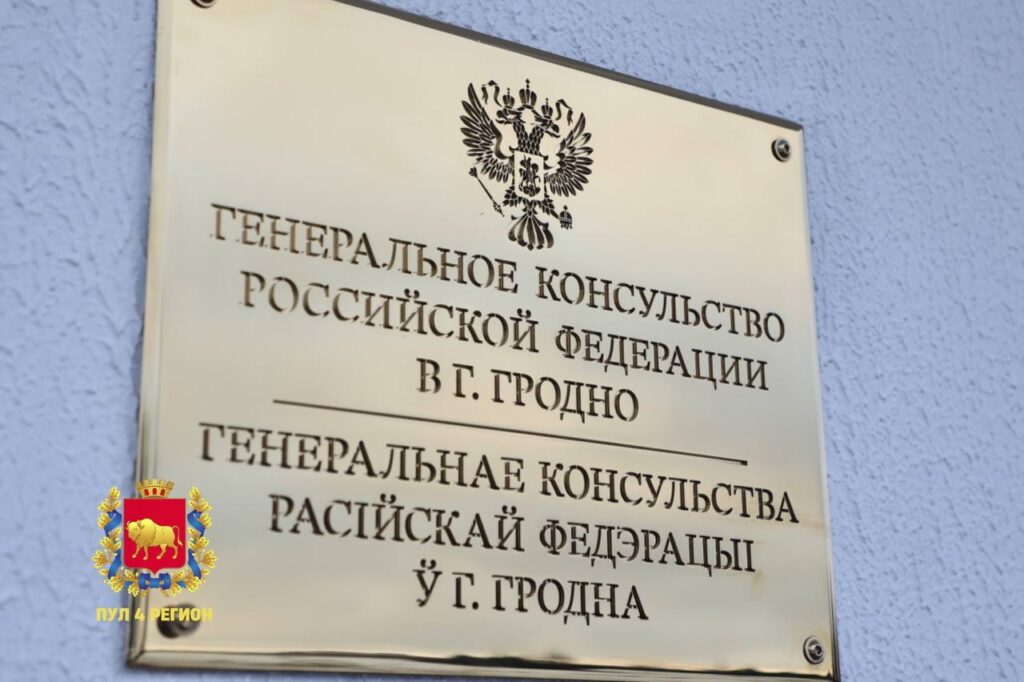 ГЕНЕРАЛЬНОЕ КОНСУЛЬСТВО
РОССИЙСКОЙ ФЕДЕРАЦИИ
В Г. ГРОДНО
ГЕНЕРАЛЬНАЕ КОНСУЛЬСТВА
РАСІЙСКАЙ ФЕДЭРАЦЫІ
Ў Г. ГРОДНА
ПУЛ 4 РЕГИОН